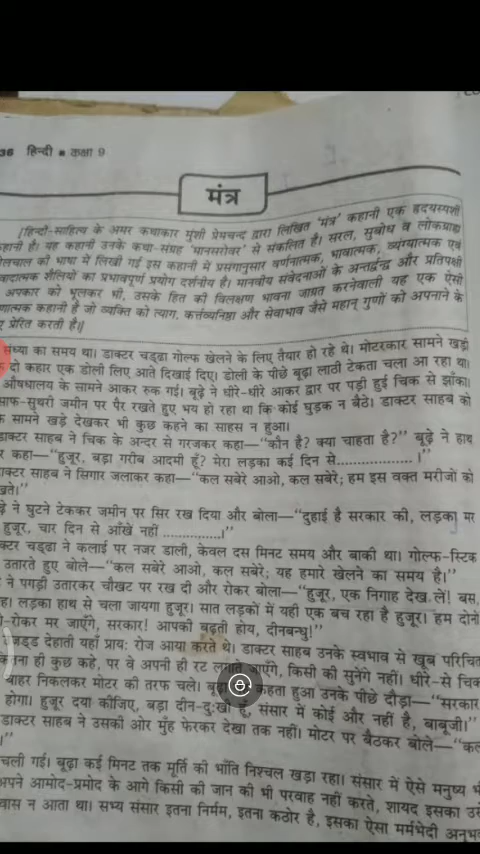 36 हिन्दी ■ कक्षा 9
मंत्र
[हिन्दी-साहित्य के अमर कथाकार मुंशी प्रेमचन्द द्वारा लिखित 'मंत्र' कहानी एक हृदयस्पर्शी
हानी है। यह कहानी उनके कथा-संग्रह 'मानसरोवर' से संकलित है। सरल, सुबोध व लोकग्राह्य
चाल की भाषा में लिखी गई इस कहानी में प्रसंगानुसार वर्णनात्मक, भावात्मक, व्यंग्यात्मक एवं
वादात्मक शैलियों का प्रभावपूर्ण प्रयोग दर्शनीय है। मानवीय संवेदनाओं के अन्तर्द्वन्द्व और प्रतिपक्षी
अपकार को भूलकर भी, उसके हित की विलक्षण भावना जाग्रत करनेवाली यह एक ऐसी
णात्मक कहानी है जो व्यक्ति को त्याग, कर्त्तव्यनिष्ठा और सेवाभाव जैसे महान् गुणों को अपनाने के
प्रेरित करती है।]
संध्या का समय था। डाक्टर चड्ढा गोल्फ खेलने के लिए तैयार हो रहे थे। मोटरकार सामने खड़ी
दो कहार एक डोली लिए आते दिखाई दिए। डोली के पीछे बूढ़ा लाठी टेकता चला आ रहा था।
औषधालय के सामने आकर रुक गई। बूढ़े ने धीरे-धीरे आकर द्वार पर पड़ी हुई चिक से झाँका।
साफ-सुथरी जमीन पर पैर रखते हुए भय हो रहा था कि कोई घुड़क न बैठे। डाक्टर साहब को
सामने खड़े देखकर भी कुछ कहने का साहस न हुआ।
डाक्टर साहब ने चिक के अन्दर से गरजकर कहा—“कौन है? क्या चाहता है?” बूढ़े ने हाथ
र कहा—“हुजूर, बड़ा गरीब आदमी हूँ? मेरा लड़का कई दिन से.................. ।”
क्टर साहब ने सिगार जलाकर कहा—“कल सबेरे आओ, कल सबेरे; हम इस वक्त मरीजों को
खते।”
ढ़े ने घुटने टेककर जमीन पर सिर रख दिया और बोला—“दुहाई है सरकार की, लड़का मर
हुजूर, चार दिन से आँखें नहीं ..............।”
क्टर चड्ढा ने कलाई पर नजर डाली, केवल दस मिनट समय और बाकी था। गोल्फ-स्टिक
उतारते हुए बोले—“कल सबेरे आओ, कल सबेरे; यह हमारे खेलने का समय है।”
ने पगड़ी उतारकर चौखट पर रख दी और रोकर बोला—“हुजूर, एक निगाह देख लें! बस,
ह। लड़का हाथ से चला जायगा हुजूर। सात लड़कों में यही एक बच रहा है हुजूर। हम दोनों
-रोकर मर जाएँगे, सरकार! आपकी बढ़ती होय, दीनबन्धु!”
जड्ड देहाती यहाँ प्राय: रोज आया करते थे। डाक्टर साहब उनके स्वभाव से खूब परिचित
तना ही कुछ कहे, पर वे अपनी ही रट लगाते जाएँगे, किसी की सुनेंगे नहीं। धीरे-से चिक
बाहर निकलकर मोटर की तरफ चले। कहता हुआ उनके पीछे दौड़ा—“सरकार
होगा। हुजूर दया कीजिए, बड़ा दीन-दु:खी हूँ, संसार में कोई और नहीं है, बाबूजी।”
डाक्टर साहब ने उसकी ओर मुँह फेरकर देखा तक नहीं। मोटर पर बैठकर बोले—“कल
।”
चली गई। बूढ़ा कई मिनट तक मूर्ति की भाँति निश्चल खड़ा रहा। संसार में ऐसे मनुष्य भी
अपने आमोद-प्रमोद के आगे किसी की जान की भी परवाह नहीं करते, शायद इसका उसे
वास न आता था। सभ्य संसार इतना निर्मम, इतना कठोर है, इसका ऐसा मर्मभेदी अनुभव